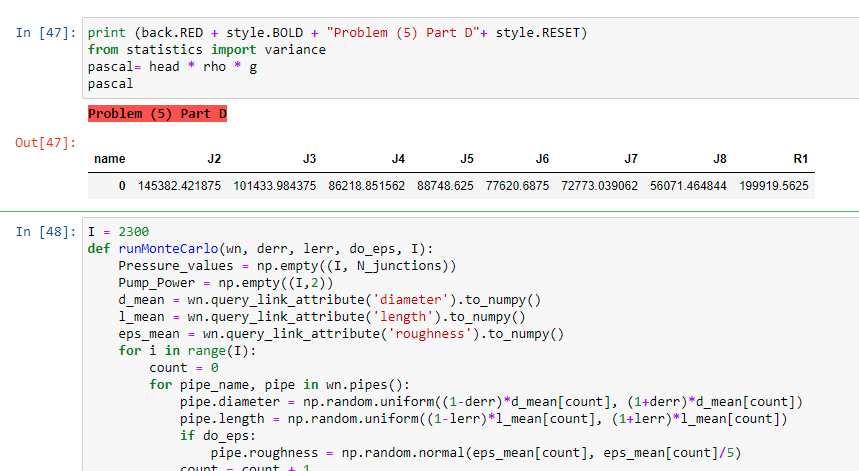 In [47]: print (back.RED + style.BOLD + "Problem (5) Part D"+ style.RESET)
from statistics import variance
pascal= head * rho * g
pascal
Problem (5) Part D
Out[47]:
name J2 J3 J4 J5 J6 J7 J8 R1
0 145382.421875 101433.984375 86218.851562 88748.625 77620.6875 72773.039062 56071.464844 199919.5625
In [48]: I = 2300
def runMonteCarlo(wn, derr, lerr, do_eps, I):
Pressure_values = np.empty((I, N_junctions))
Pump_Power = np.empty((I,2))
d_mean = wn.query_link_attribute('diameter').to_numpy()
l_mean = wn.query_link_attribute('length').to_numpy()
eps_mean = wn.query_link_attribute('roughness').to_numpy()
for i in range(I):
count = 0
for pipe_name, pipe in wn.pipes():
pipe.diameter = np.random.uniform((1-derr)*d_mean[count], (1+derr)*d_mean[count])
pipe.length = np.random.uniform((1-lerr)*l_mean[count], (1+lerr)*l_mean[count])
if do_eps:
pipe.roughness = np.random.normal(eps_mean[count], eps_mean[count]/5)
count = count + 1